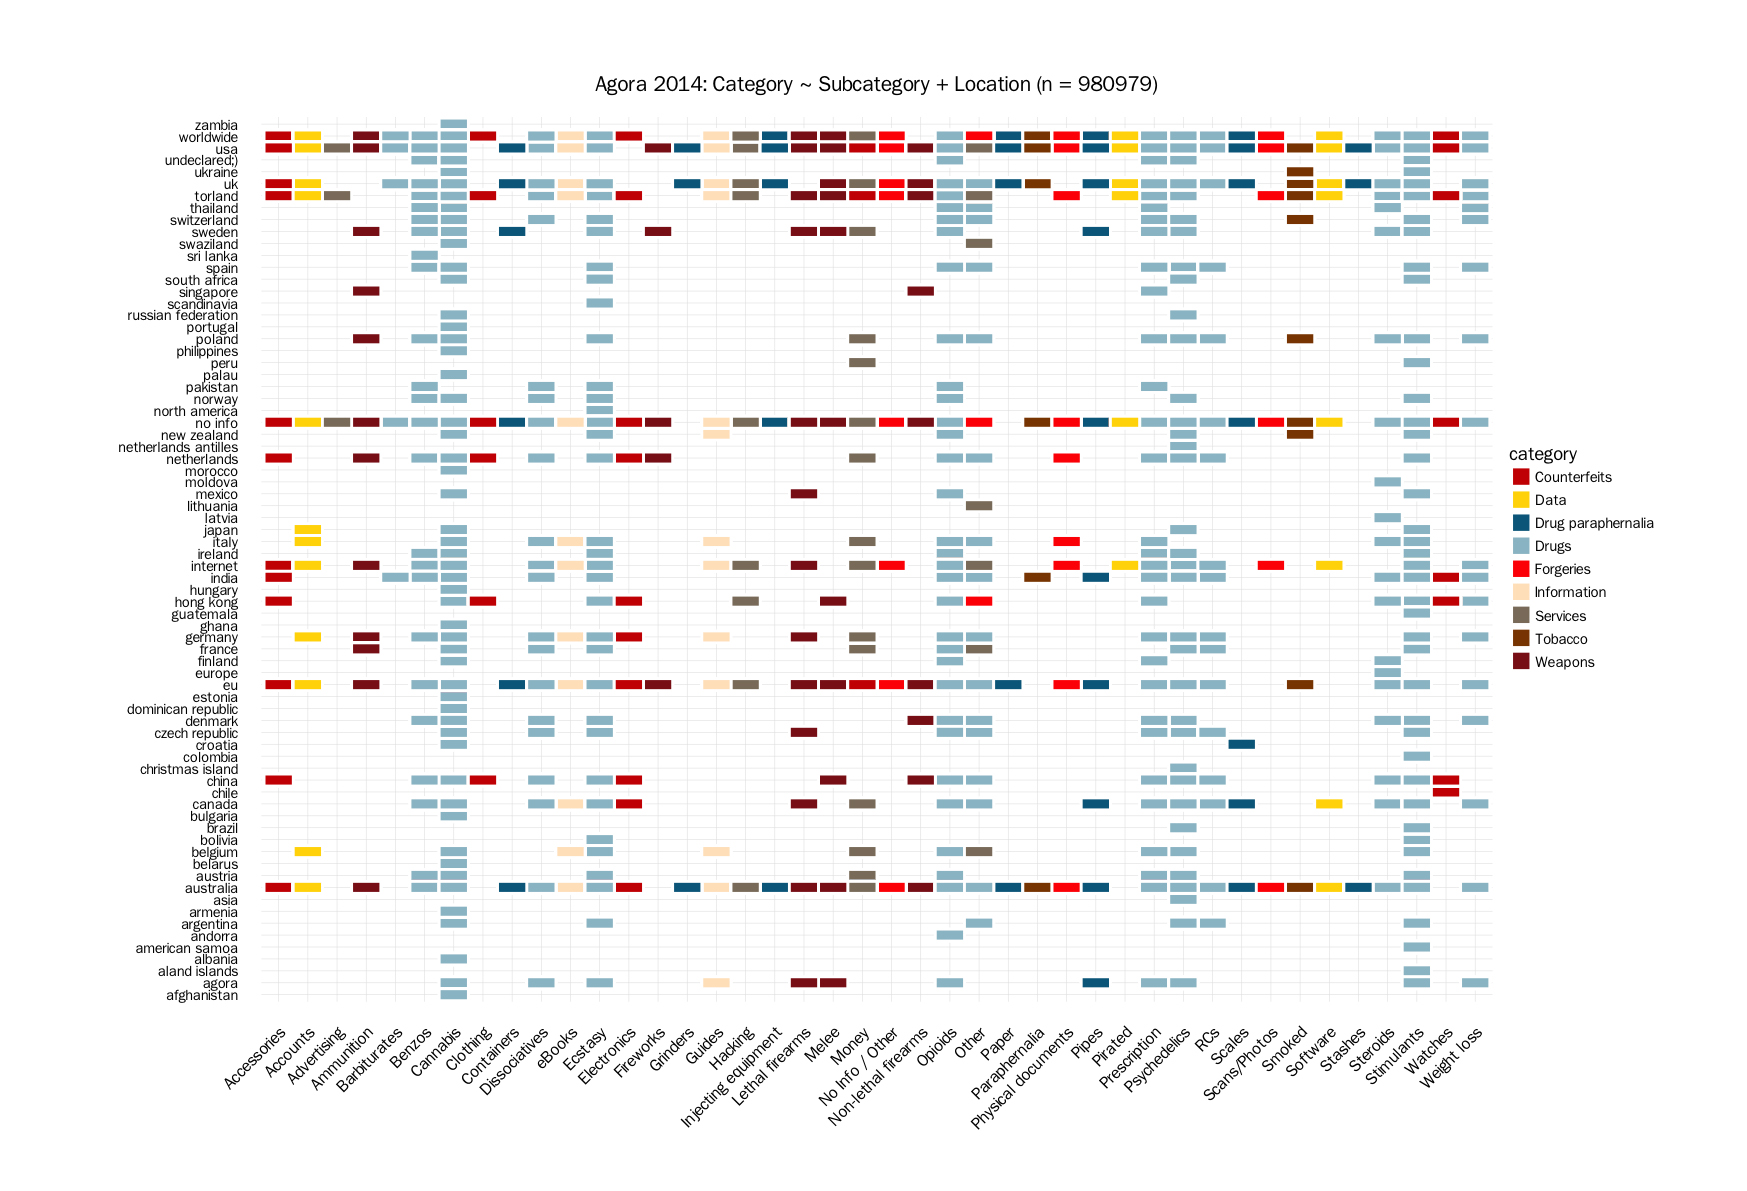 Agora 2014: Category ~ Subcategory + Location (n = 980979)
zambia
worldwide
usa
undeclared;)
ukraine
uk
torland
thailand
switzerland
sweden
swaziland
sri lanka
spain
south africa
singapore
scandinavia
russian federation
portugal
poland
philippines
peru
palau
pakistan
norway
north america
no info
new zealand
netherlands antilles
netherlands
morocco
moldova
mexico
lithuania
latvia
japan
italy
ireland
internet
india
hungary
hong kong
guatemala
ghana
germany
france
finland
europe
eu
estonia
dominican republic
denmark
czech republic
croatia
colombia
christmas island
china
chile
canada
bulgaria
brazil
bolivia
belgium
belarus
austria
australia
asia
armenia
argentina
andorra
american samoa
albania
aland islands
agora
afghanistan
Accessories
Accounts
Advertising
Ammunition
Barbiturates
Benzos
Cannabis
Clothing
Containers
Dissociatives
eBooks
Ecstasy
Electronics
Fireworks
Grinders
Guides
Hacking
Injecting equipment
Lethal firearms
Melee
Money
No Info / Other
Non-lethal firearms
Opioids
Other
Paper
Paraphernalia
Physical documents
Pipes
Pirated
Prescription
Psychedelics
RCs
Scales
Scans/Photos
Smoked
Software
Stashes
Steroids
Stimulants
Watches
Weight loss
category
Counterfeits
Data
Drug paraphernalia
Drugs
Forgeries
Information
Services
Tobacco
Weapons